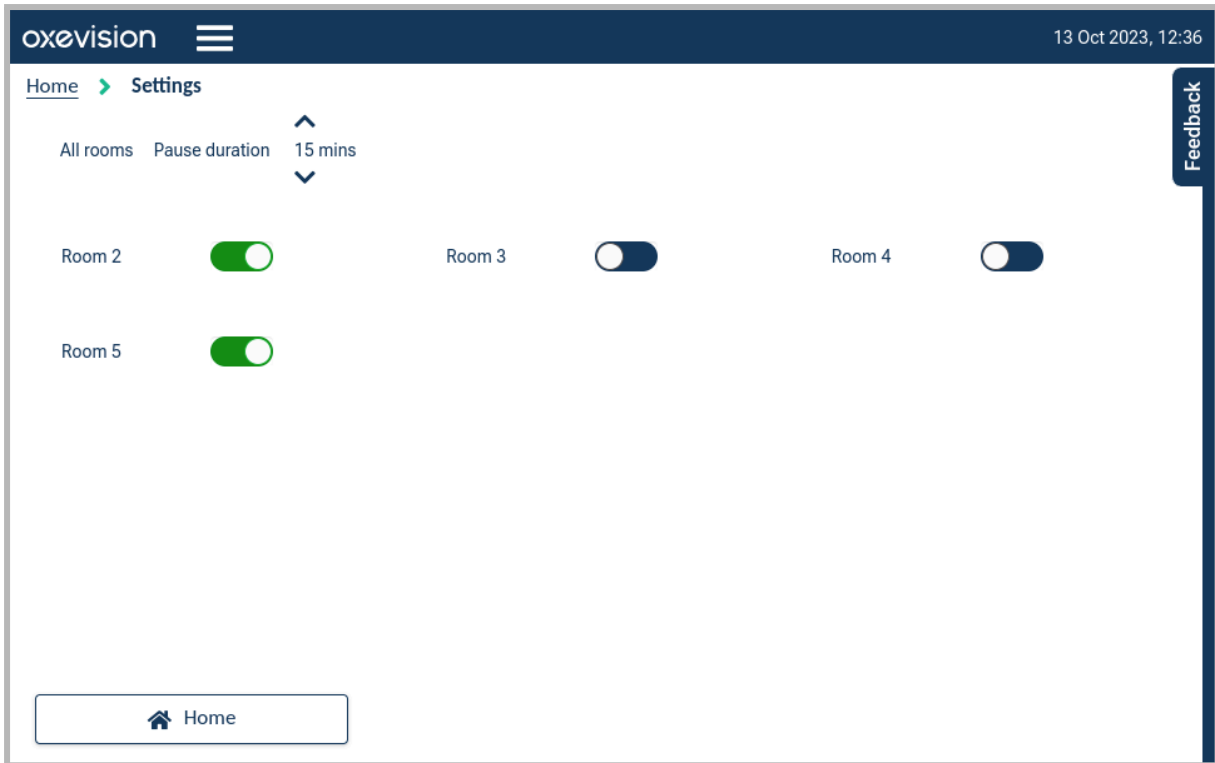 oxevision
13 Oct 2023, 12:36
Home Settings
Feedback
All rooms Pause duration 15 mins
Room 2 Room 3 Room 4
Room 5
Home